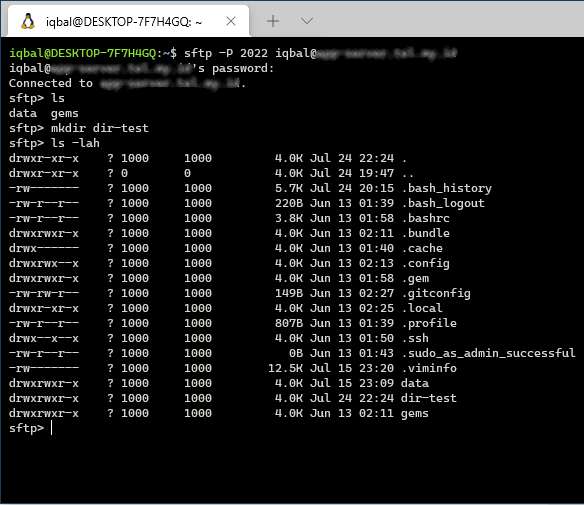 iqbal@DESKTOP-7F7H4GQ: ~
iqbal@DESKTOP-7F7H4GQ:~$ sftp -P 2022 iqbal@
iqbal@ 's password:
Connected to .
sftp> ls
data  gems
sftp> mkdir dir-test
sftp> ls -lah
drwxr-xr-x    ? 1000     1000         4.0K Jul 24 22:24 .
drwxr-xr-x    ? 0        0            4.0K Jul 24 19:47 ..
-rw-------    ? 1000     1000         5.7K Jul 24 20:15 .bash_history
-rw-r--r--    ? 1000     1000         220B Jun 13 01:39 .bash_logout
-rw-r--r--    ? 1000     1000         3.8K Jun 13 01:58 .bashrc
drwxrwxr-x    ? 1000     1000         4.0K Jun 13 02:11 .bundle
drwx------    ? 1000     1000         4.0K Jun 13 01:40 .cache
drwxrwx--x    ? 1000     1000         4.0K Jun 13 02:13 .config
drwxrwxr-x    ? 1000     1000         4.0K Jun 13 01:58 .gem
-rw-rw-r--    ? 1000     1000         149B Jun 13 02:27 .gitconfig
drwxr-xr-x    ? 1000     1000         4.0K Jun 13 02:25 .local
-rw-r--r--    ? 1000     1000         807B Jun 13 01:39 .profile
drwx--x--x    ? 1000     1000         4.0K Jun 13 01:50 .ssh
-rw-r--r--    ? 1000     1000           0B Jun 13 01:43 .sudo_as_admin_successful
-rw-------    ? 1000     1000        12.5K Jul 15 23:20 .viminfo
drwxrwxr-x    ? 1000     1000         4.0K Jul 15 23:09 data
drwxrwxr-x    ? 1000     1000         4.0K Jul 24 22:24 dir-test
drwxrwxr-x    ? 1000     1000         4.0K Jun 13 02:11 gems
sftp>